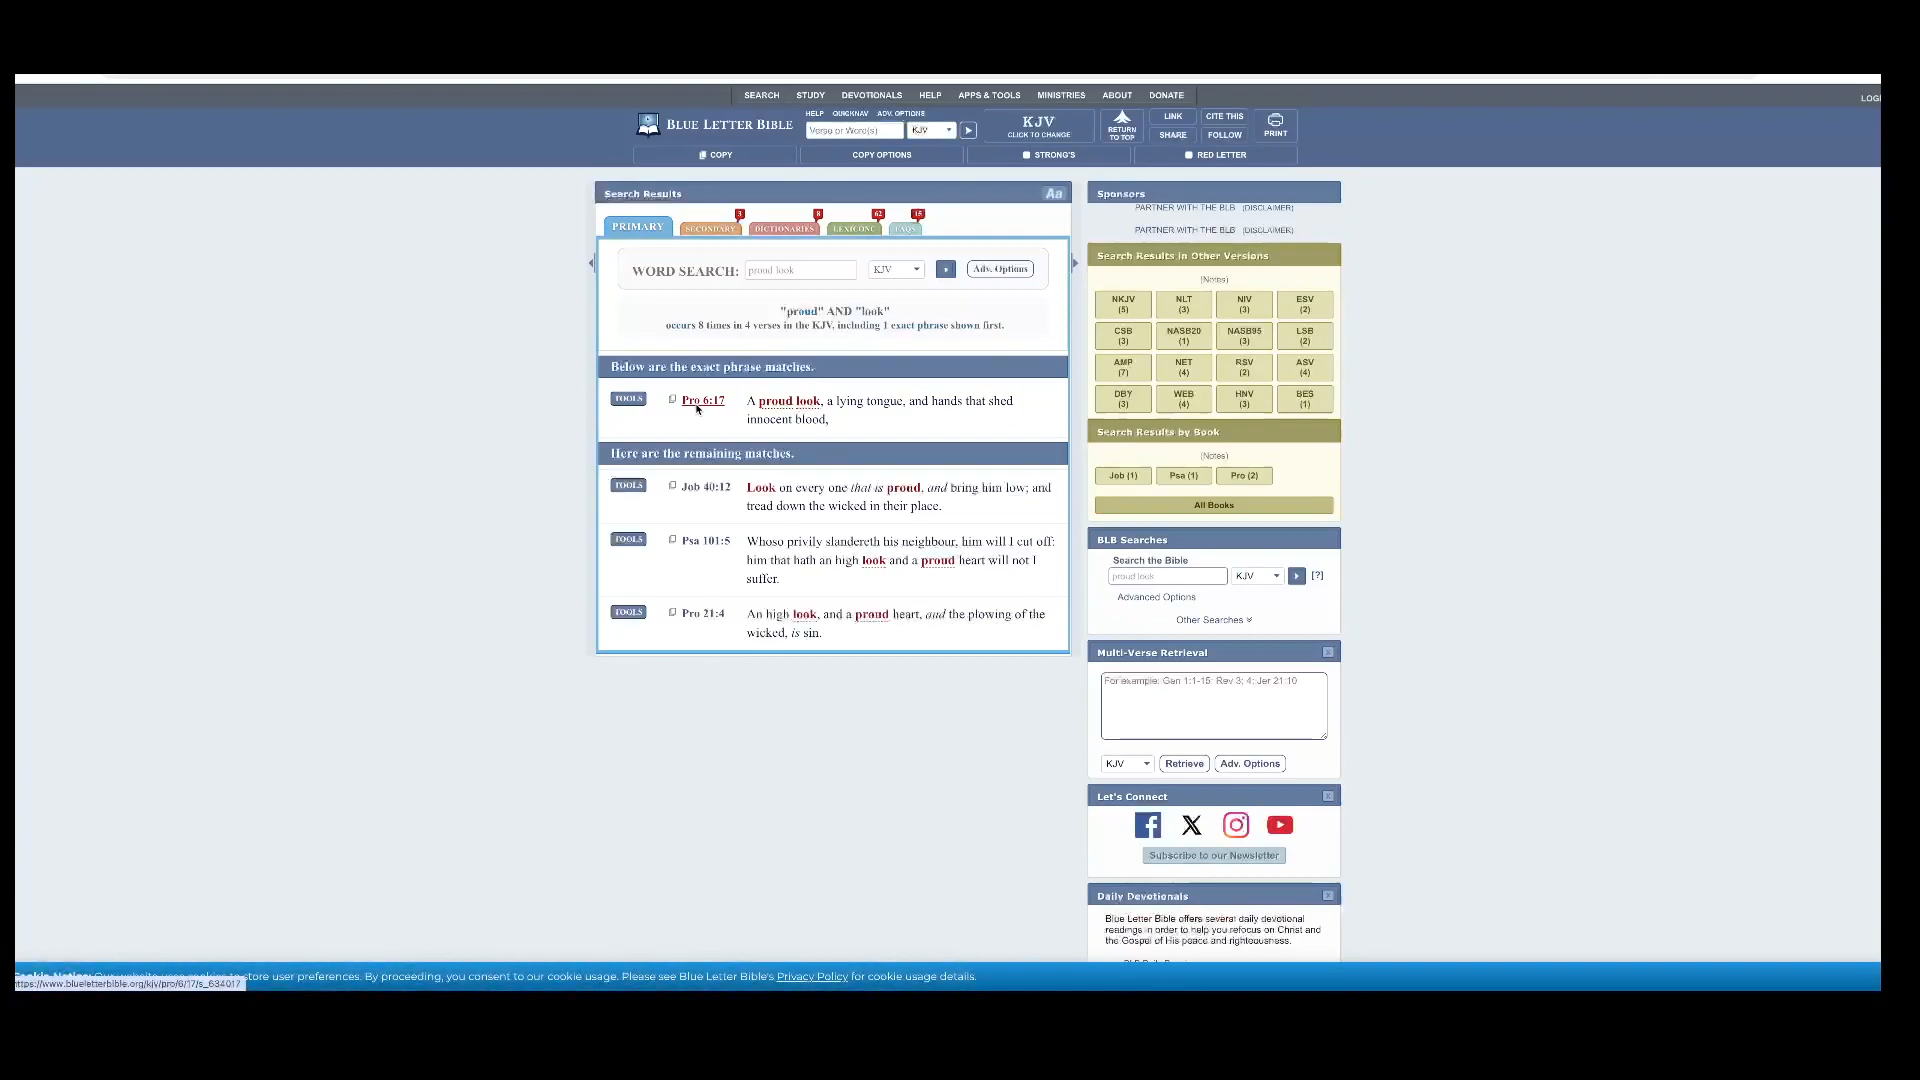 SEARCH STUDY DEVOTIONALS HELP APPS & TOOLS MINISTRIES ABOUT DONATE
HELP QUICKNAV ADV. OPTIONS
BLUE LETTER BIBLE
Verse or Word(s) KJV
KJV
CLICK TO CHANGE
RETURN
TO TOP
LINK CITE THIS
SHARE FOLLOW
PRINT
COPY COPY OPTIONS STRONG'S RED LETTER
Search Results Aa
3 8 62 15
PRIMARY SECONDARY DICTIONARIES LEXICONC FAQS
WORD SEARCH: proud look KJV Adv. Options
"proud" AND "look"
occurs 8 times in 4 verses in the KJV, including 1 exact phrase shown first.
Below are the exact phrase matches.
TOOLS Pro 6:17 A proud look, a lying tongue, and hands that shed
innocent blood,
Here are the remaining matches.
TOOLS Job 40:12 Look on every one that is proud, and bring him low; and
tread down the wicked in their place.
TOOLS Psa 101:5 Whoso privily slandereth his neighbour, him will I cut off:
him that hath an high look and a proud heart will not I
suffer.
TOOLS Pro 21:4 An high look, and a proud heart, and the plowing of the
wicked, is sin.
Sponsors
PARTNER WITH THE BLB (DISCLAIMER)
PARTNER WITH THE BLB (DISCLAIMER)
Search Results in Other Versions
(Notes)
NKJV NLT NIV ESV
(5) (3) (3) (2)
CSB NASB20 NASB95 LSB
(3) (1) (3) (2)
AMP NET RSV ASV
(7) (4) (2) (4)
DBY WEB HNV BES
(3) (4) (3) (1)
Search Results by Book
(Notes)
Job (1) Psa (1) Pro (2)
All Books
BLB Searches
Search the Bible
proud look KJV [?]
Advanced Options
Other Searches
Multi-Verse Retrieval
For example: Gen 1:1-15; Rev 3; 4; Jer 21:10
KJV Retrieve Adv. Options
Let's Connect
Subscribe to our Newsletter
Daily Devotionals
Blue Letter Bible offers several daily devotional
readings in order to help you refocus on Christ and
the Gospel of His peace and righteousness.
store user preferences. By proceeding, you consent to our cookie usage. Please see Blue Letter Bible's Privacy Policy for cookie usage details.
https://www.blueletterbible.org/kjv/pro/6/17/s_634017